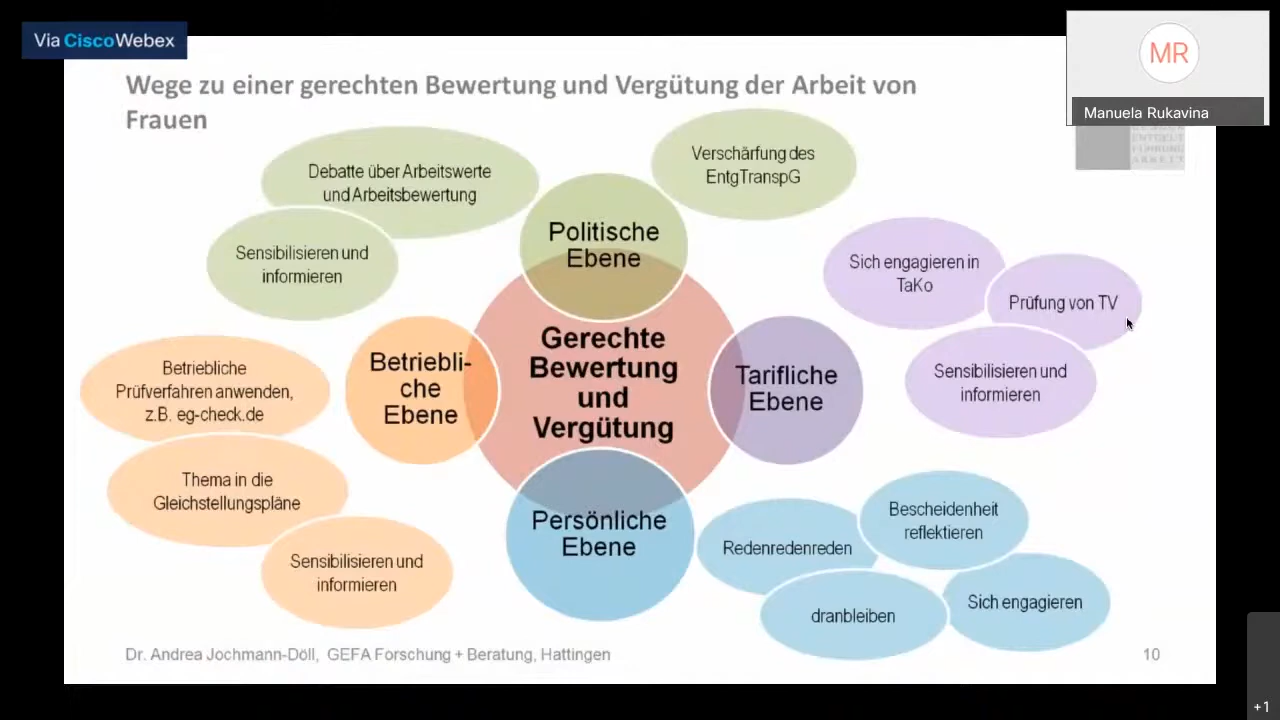 Via CiscoWebex
MR
Manuela Rukavina
Wege zu einer gerechten Bewertung und Vergütung der Arbeit von
Frauen
ENTGELT
ARBEIT
Debatte über Arbeitswerte
und Arbeitsbewertung
Verschärfung des
EntgTranspG
Sensibilisieren und
informieren
Politische
Ebene
Sich engagieren in
TaKo
Prüfung von TV
Sensibilisieren und
informieren
Gerechte
Bewertung
und
Vergütung
Betriebli-
che
Ebene
Tarifliche
Ebene
Betriebliche
Prüfverfahren anwenden,
z.B. eg-check.de
Thema in die
Gleichstellungspläne
Sensibilisieren und
informieren
Persönliche
Ebene
Redenredenreden
Bescheidenheit
reflektieren
dranbleiben
Sich engagieren
Dr. Andrea Jochmann-Döll, GEFA Forschung + Beratung, Hattingen
10
+1